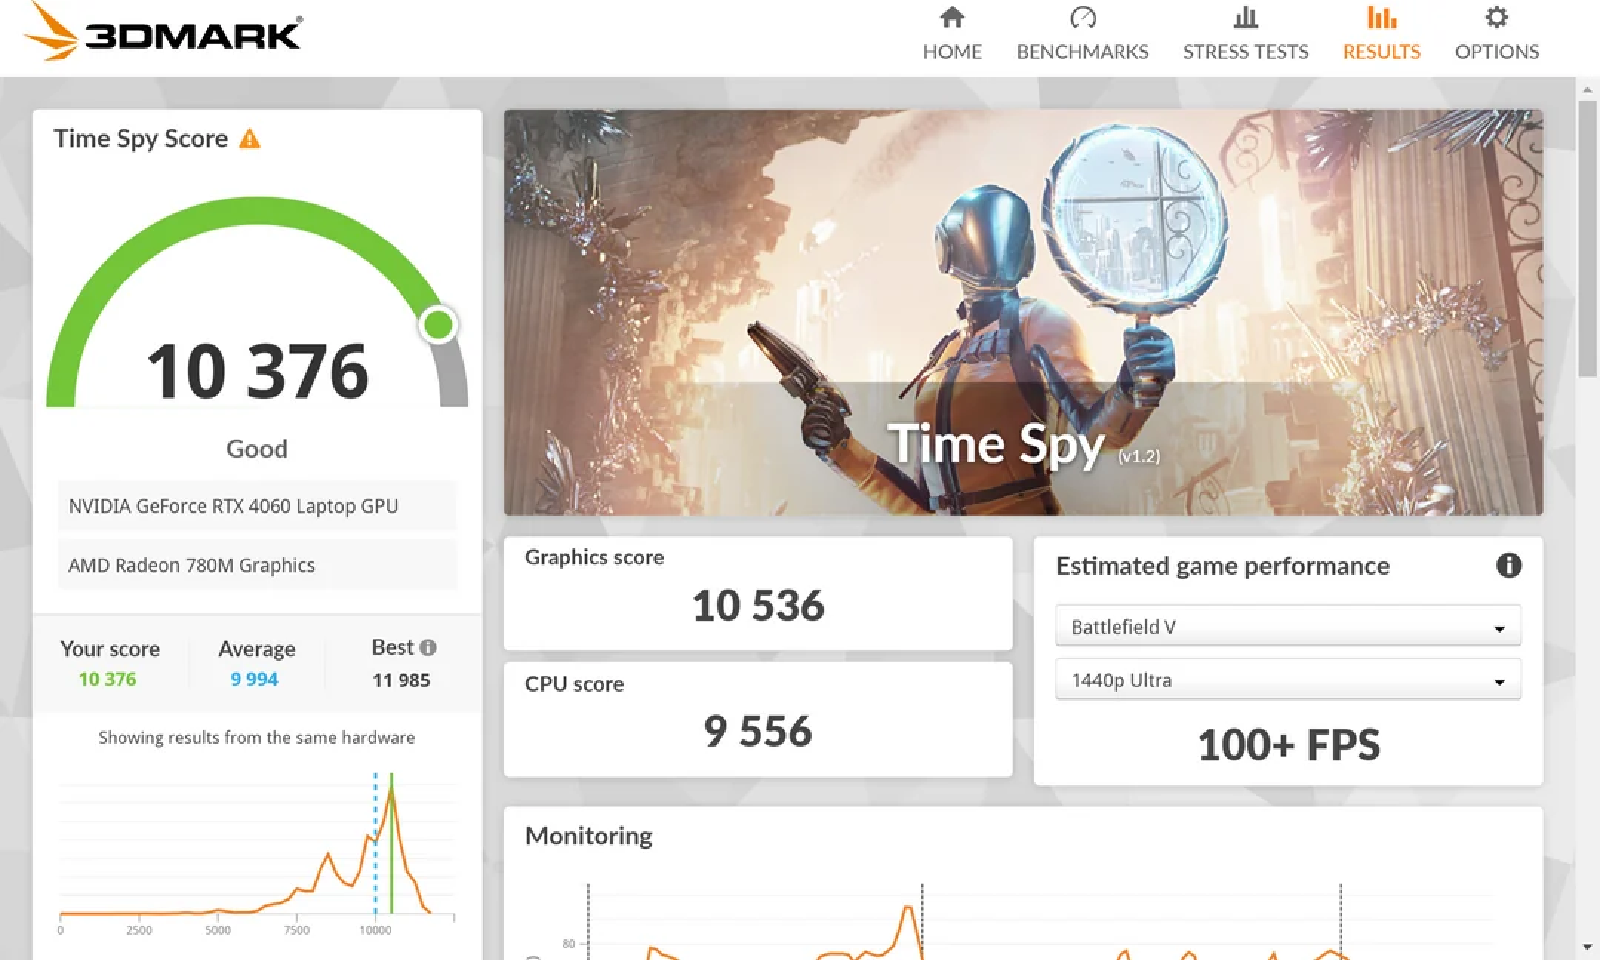 3DMARK®
HOME
BENCHMARKS
STRESS TESTS
RESULTS
OPTIONS
Time Spy Score
10 376
Good
NVIDIA GeForce RTX 4060 Laptop GPU
AMD Radeon 780M Graphics
Your score
10 376
Average
9 994
Best
11 985
Showing results from the same hardware
0 2500 5000 7500 10000
Time Spy (v1.2)
Graphics score
10 536
CPU score
9 556
Estimated game performance
Battlefield V
1440p Ultra
100+ FPS
Monitoring
80